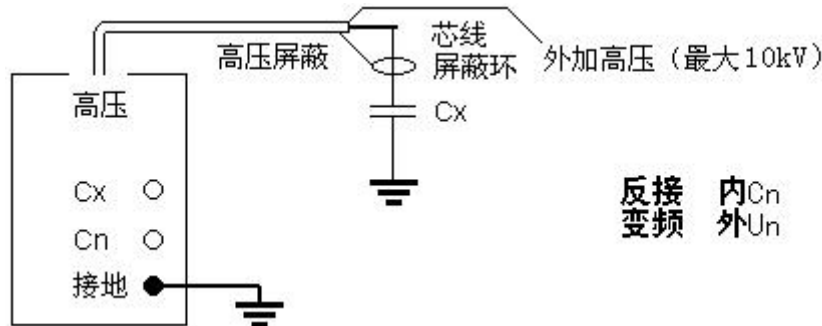 芯线
高压屏蔽
屏蔽环
外加高压（最大10kV）
高压
Cx
Cx
Cn
接地
反接 内Cn
变频 外Un